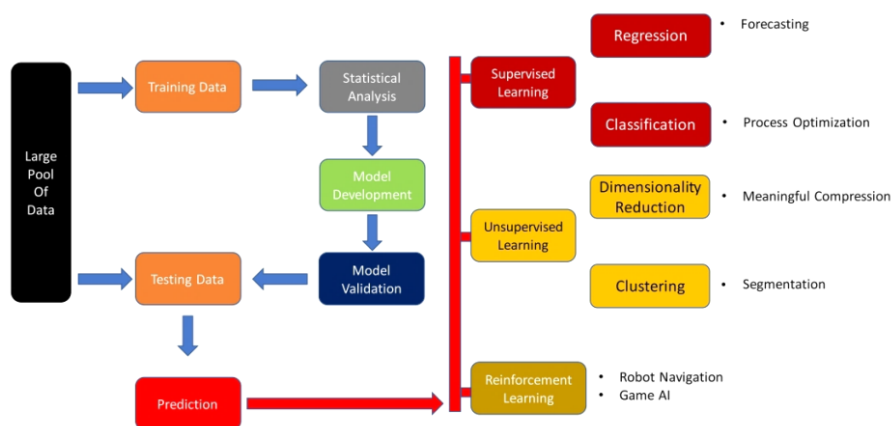 Large
Pool
Of
Data
Training Data
Statistical
Analysis
Model
Development
Model
Validation
Testing Data
Prediction
Supervised
Learning
Regression
• Forecasting
Classification
• Process Optimization
Unsupervised
Learning
Dimensionality
Reduction
• Meaningful Compression
Clustering
• Segmentation
Reinforcement
Learning
• Robot Navigation
• Game AI